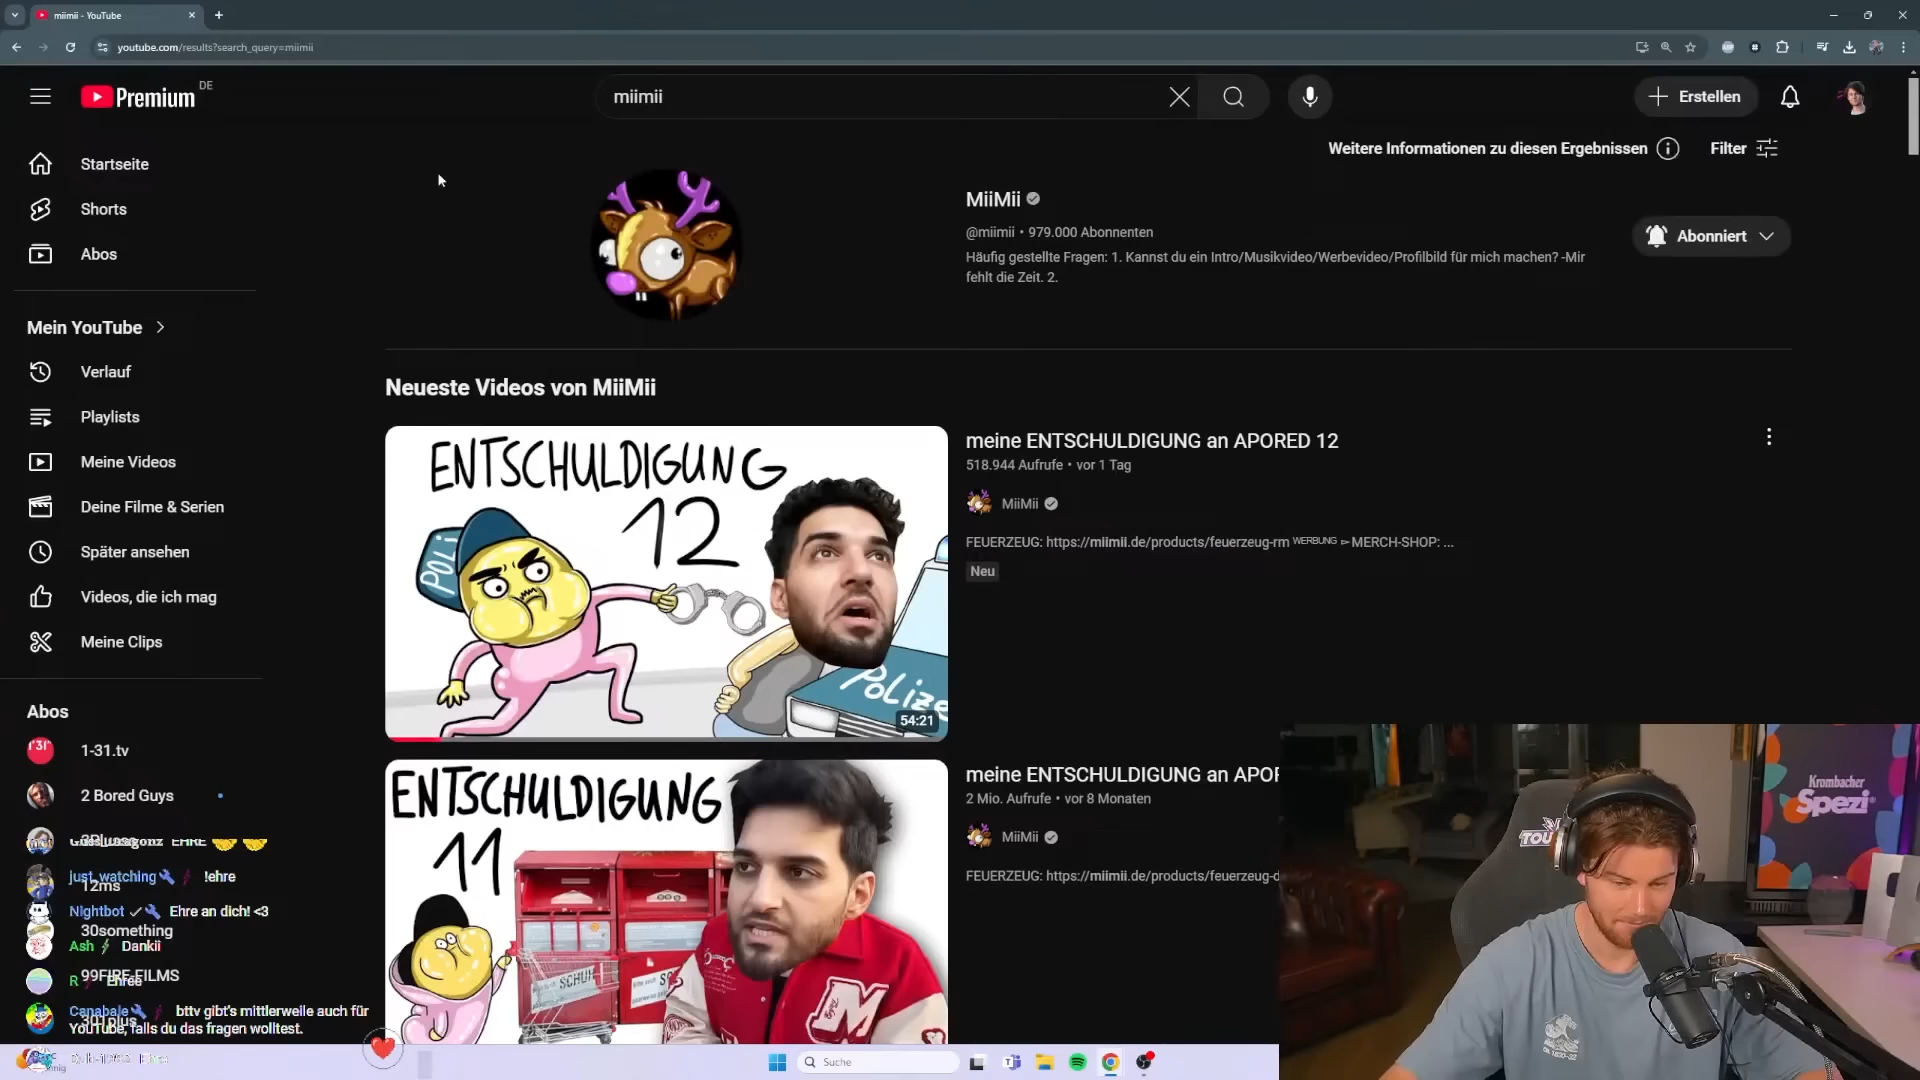 miimii - YouTube
youtube.com/results?search_query=miimii
Premium DE
miimii
Erstellen
Weitere Informationen zu diesen Ergebnissen
Filter
Startseite
Shorts
Abos
Mein YouTube
Verlauf
Playlists
Meine Videos
Deine Filme & Serien
Später ansehen
Videos, die ich mag
Meine Clips
Abos
1-31.tv
2 Bored Guys
EHRE
just_watching !ehre
12ms
Nightbot Ehre an dich! <3
30something
Ash Dankii
99FIRE-FILMS
R Ehree
Canabale bttv gibt's mittlerweile auch für
YouTube, falls du das fragen wolltest.
MiiMii
@miimii • 979.000 Abonnenten
Häufig gestellte Fragen: 1. Kannst du ein Intro/Musikvideo/Werbevideo/Profilbild für mich machen? -Mir
fehlt die Zeit. 2.
Abonniert
Neueste Videos von MiiMii
ENTSCHULDIGUNG
12
POLi
POLiZE
54:21
meine ENTSCHULDIGUNG an APORED 12
518.944 Aufrufe • vor 1 Tag
MiiMii
FEUERZEUG: https://miimii.de/products/feuerzeug-rm WERBUNG ▻ MERCH-SHOP: ...
Neu
ENTSCHULDIGUNG
11
SCHUH
M
meine ENTSCHULDIGUNG an APOR
2 Mio. Aufrufe • vor 8 Monaten
MiiMii
FEUERZEUG: https://miimii.de/products/feuerzeug-d
Krombacher
Spezi
TOU
Suche